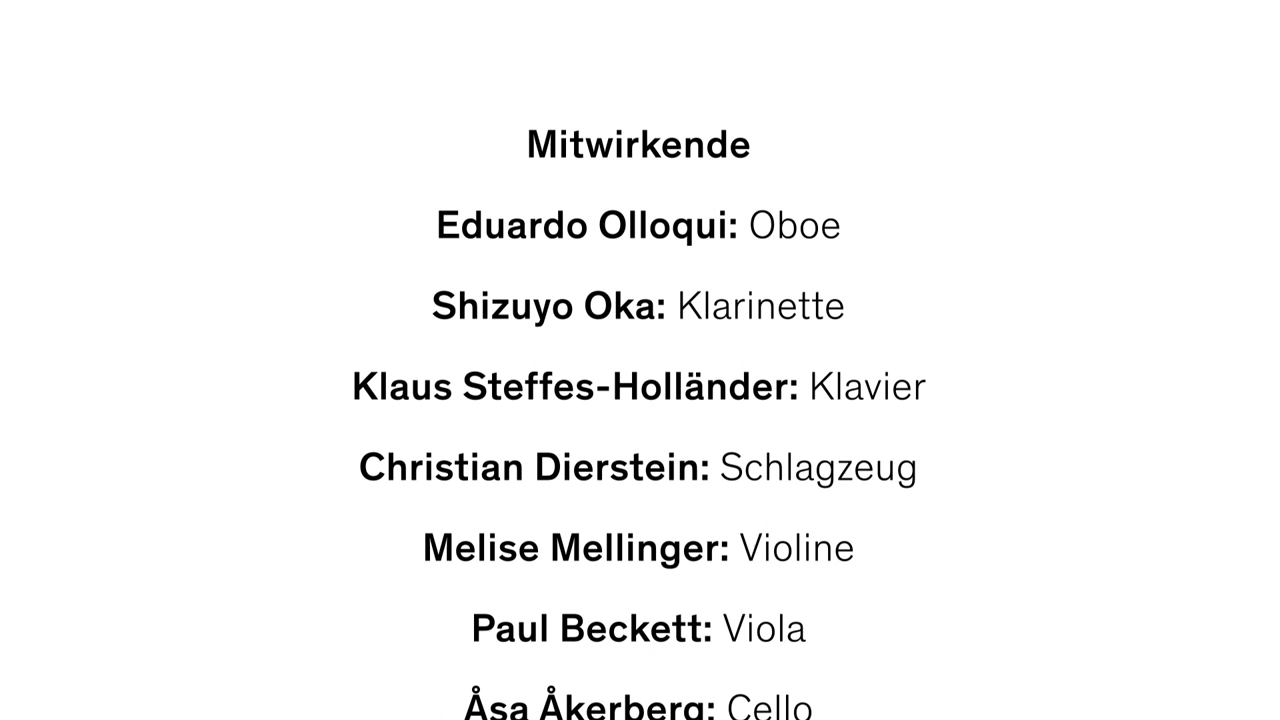 Mitwirkende
Eduardo Olloqui: Oboe
Shizuyo Oka: Klarinette
Klaus Steffes-Holländer: Klavier
Christian Dierstein: Schlagzeug
Melise Mellinger: Violine
Paul Beckett: Viola
Åsa Åkerberg: Cello